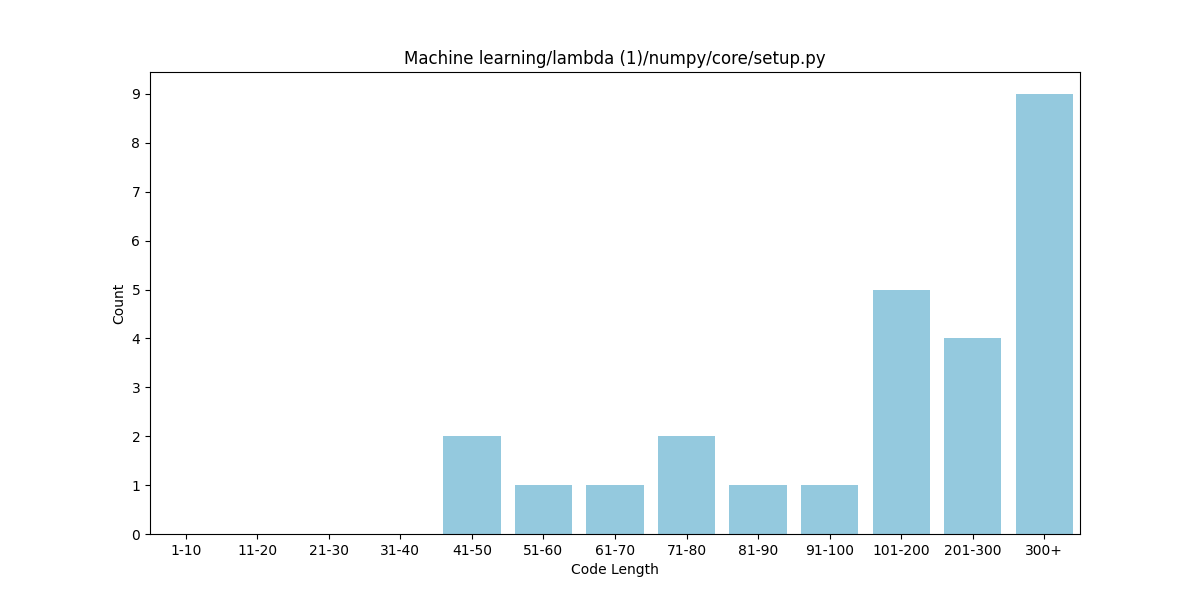 Machine learning/lambda (1)/numpy/core/setup.py
9
8
7
6
5
4
3
2
1
0
Count
1-10 11-20 21-30 31-40 41-50 51-60 61-70 71-80 81-90 91-100 101-200 201-300 300+
Code Length